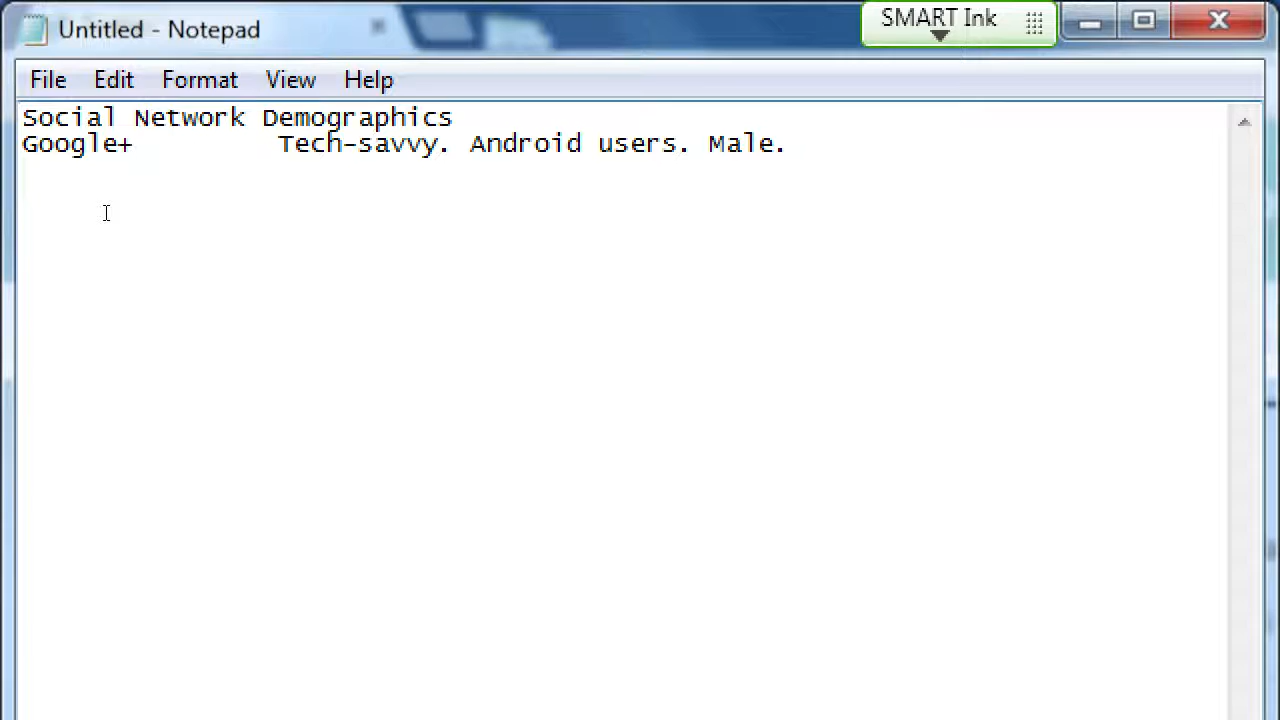 Untitled - Notepad
SMART Ink
File Edit Format View Help
Social Network Demographics
Google+ Tech-savvy. Android users. Male.